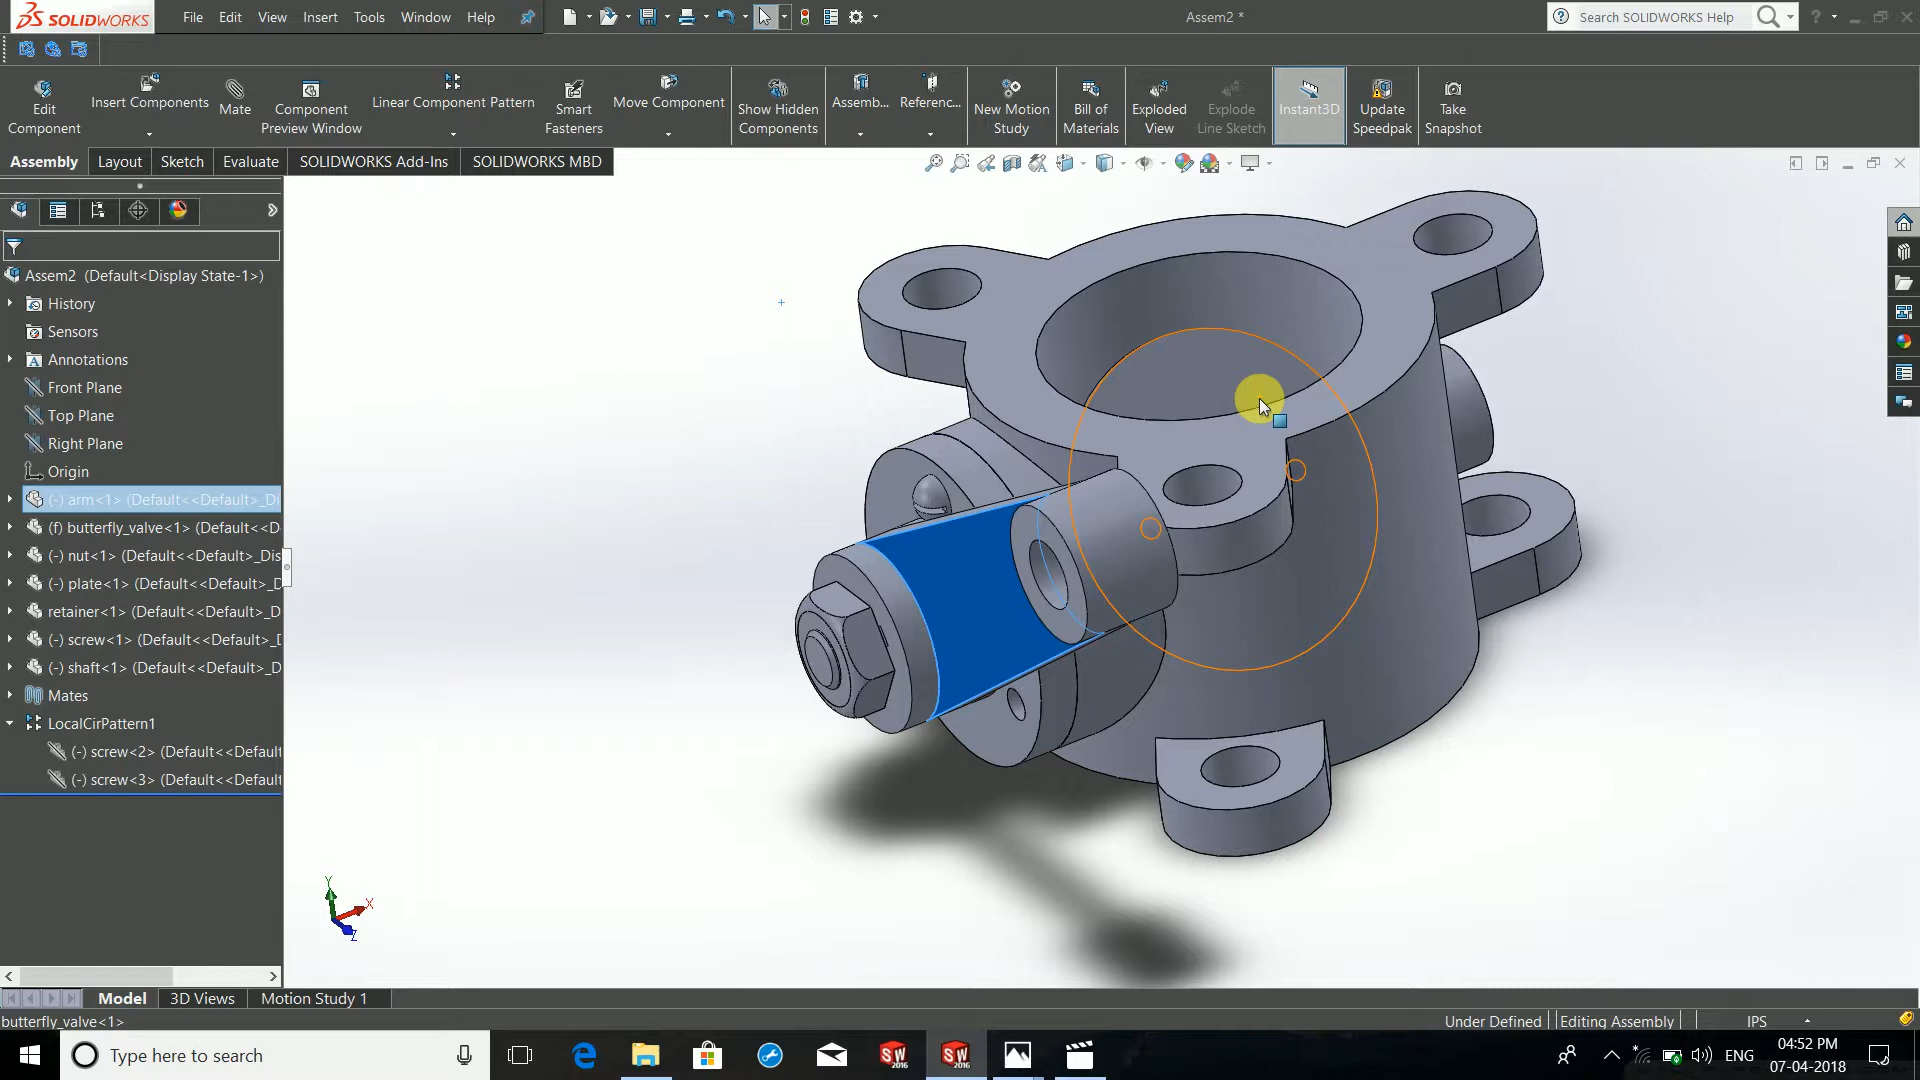 SOLIDWORKS File Edit View Insert Tools Window Help Assem2 * Search SOLIDWORKS Help
Edit Component Insert Components Mate Component Preview Window Linear Component Pattern Smart Fasteners Move Component Show Hidden Components Assemb... Referenc... New Motion Study Bill of Materials Exploded View Explode Line Sketch Instant3D Update Speedpak Take Snapshot
Assembly Layout Sketch Evaluate SOLIDWORKS Add-Ins SOLIDWORKS MBD
Assem2 (Default<Display State-1>)
History
Sensors
Annotations
Front Plane
Top Plane
Right Plane
Origin
(-) arm<1> (Default<<Default>_Di
(f) butterfly_valve<1> (Default<<D
(-) nut<1> (Default<<Default>_Dis
(-) plate<1> (Default<<Default>_D
retainer<1> (Default<<Default>_D
(-) screw<1> (Default<<Default>_D
(-) shaft<1> (Default<<Default>_D
Mates
LocalCirPattern1
(-) screw<2> (Default<<Default
(-) screw<3> (Default<<Default
Y
X
Z
Model 3D Views Motion Study 1
butterfly_valve<1> Under Defined Editing Assembly IPS
Type here to search SW 2016 SW 2016 ENG 04:52 PM
07-04-2018